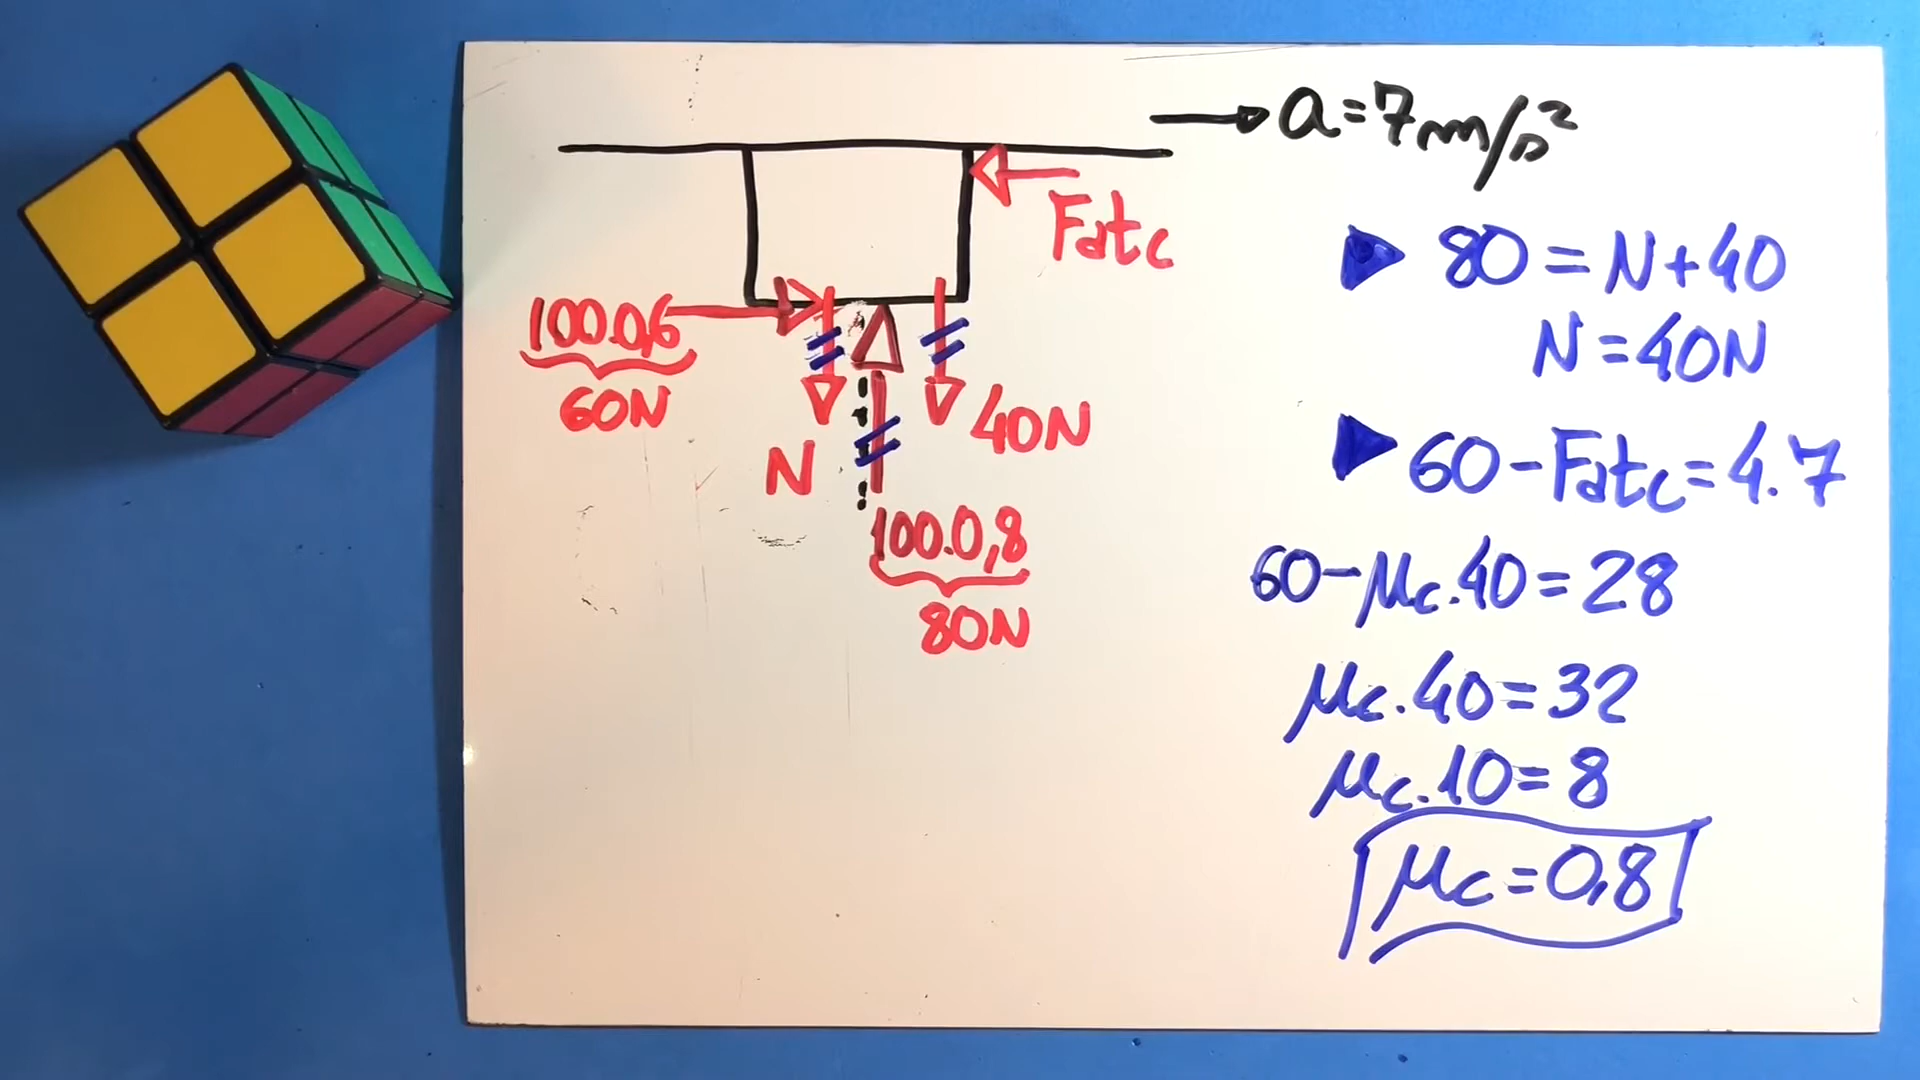 a=7m/s²
Fatc
100.0,6
60N
N
40N
100.0,8
80N
80=N+40
N=40N
60-Fatc=4.7
60-μc.40=28
μc.40=32
μc.10=8
μc=0,8